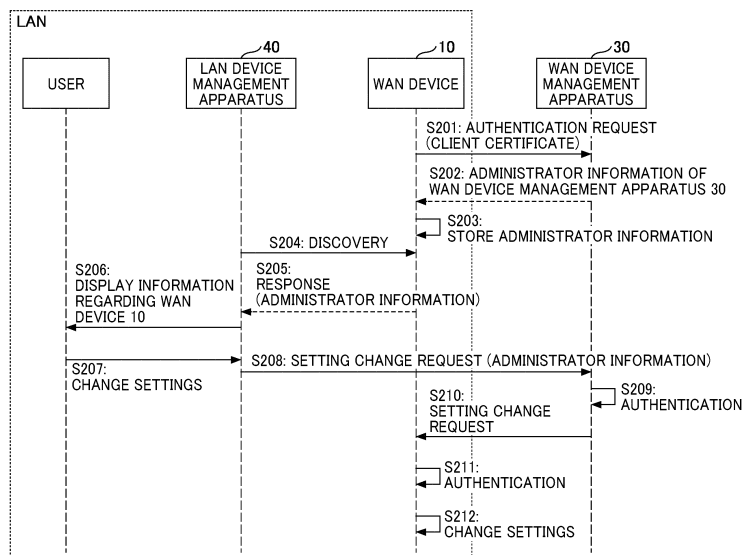 LAN
40
10
30
USER
LAN DEVICE
MANAGEMENT
APPARATUS
WAN DEVICE
WAN DEVICE
MANAGEMENT
APPARATUS
S201: AUTHENTICATION REQUEST
(CLIENT CERTIFICATE)
S202: ADMINISTRATOR INFORMATION OF
WAN DEVICE MANAGEMENT APPARATUS 30
S203:
STORE ADMINISTRATOR INFORMATION
S204: DISCOVERY
S205:
RESPONSE
(ADMINISTRATOR INFORMATION)
S206:
DISPLAY INFORMATION
REGARDING WAN
DEVICE 10
S207:
CHANGE SETTINGS
S208: SETTING CHANGE REQUEST (ADMINISTRATOR INFORMATION)
S209:
AUTHENTICATION
S210:
SETTING CHANGE
REQUEST
S211:
AUTHENTICATION
S212:
CHANGE SETTINGS